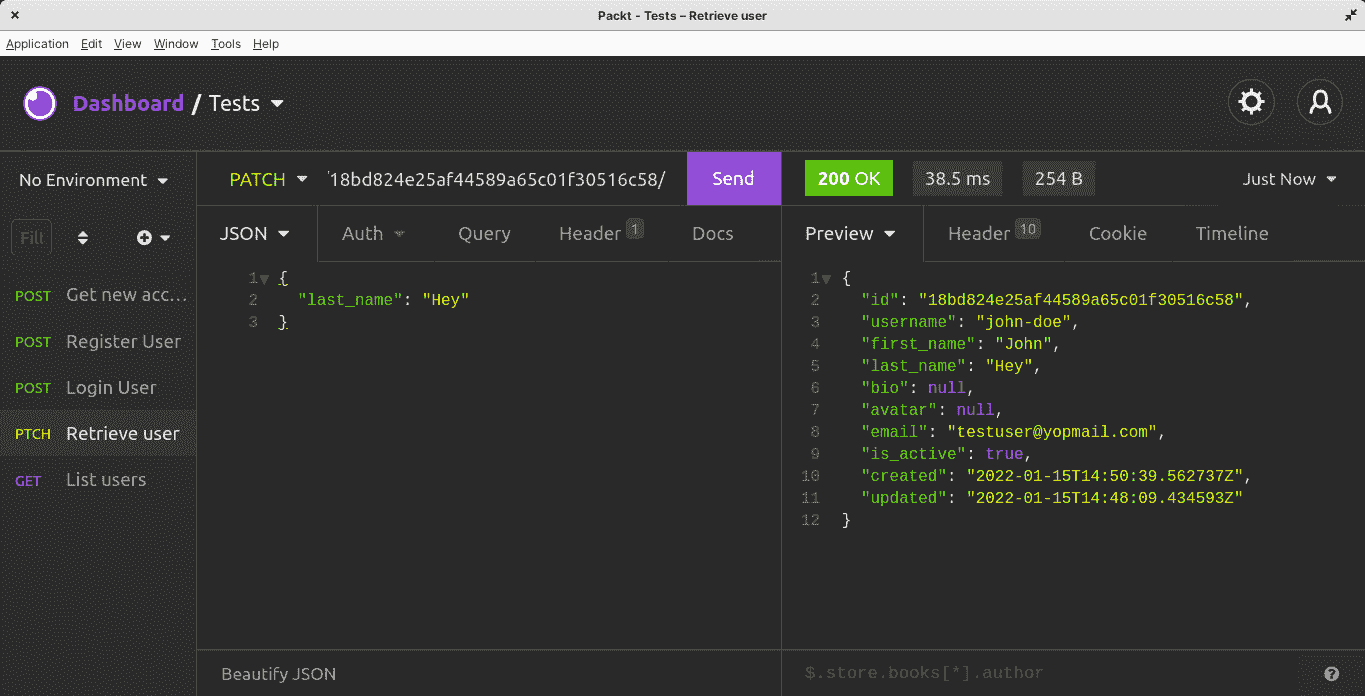 Packt - Tests – Retrieve user
Application Edit View Window Tools Help
Dashboard / Tests
No Environment
PATCH 18bd824e25af44589a65c01f30516c58/ Send
200 OK 38.5 ms 254 B Just Now
Filt
JSON Auth Query Header 1 Docs
Preview Header 10 Cookie Timeline
POST Get new acc...
POST Register User
POST Login User
PTCH Retrieve user
GET List users
1 {
2 "last_name": "Hey"
3 }
1 {
2 "id": "18bd824e25af44589a65c01f30516c58",
3 "username": "john-doe",
4 "first_name": "John",
5 "last_name": "Hey",
6 "bio": null,
7 "avatar": null,
8 "email": "testuser@yopmail.com",
9 "is_active": true,
10 "created": "2022-01-15T14:50:39.562737Z",
11 "updated": "2022-01-15T14:48:09.434593Z"
12 }
Beautify JSON
$.store.books[*].author